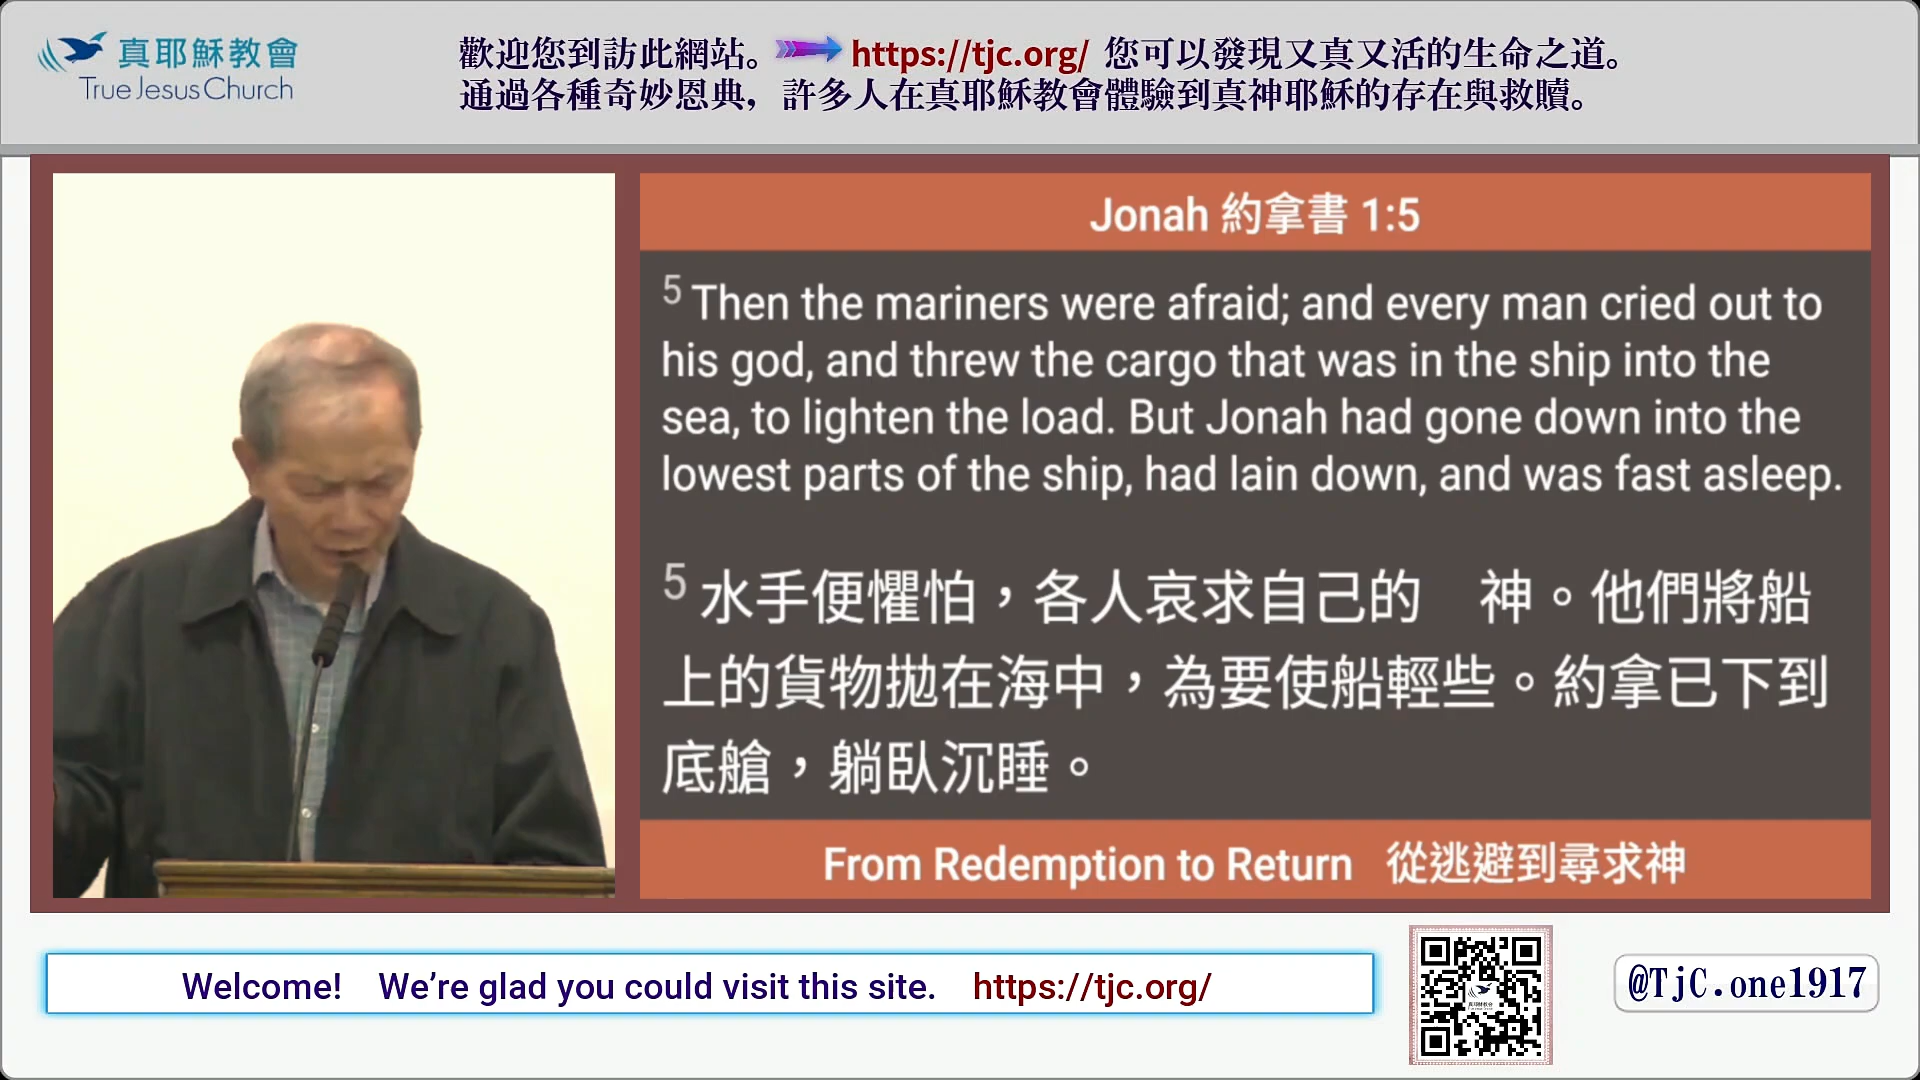 真耶穌教會
True Jesus Church
歡迎您到訪此網站。 https://tjc.org/ 您可以發現又真又活的生命之道。
通過各種奇妙恩典，許多人在真耶穌教會體驗到真神耶穌的存在與救贖。
Jonah 約拿書 1:5
5 Then the mariners were afraid; and every man cried out to
his god, and threw the cargo that was in the ship into the
sea, to lighten the load. But Jonah had gone down into the
lowest parts of the ship, had lain down, and was fast asleep.
5 水手便懼怕，各人哀求自己的　神。他們將船
上的貨物拋在海中，為要使船輕些。約拿已下到
底艙，躺臥沉睡。
From Redemption to Return 從逃避到尋求神
Welcome! We’re glad you could visit this site. https://tjc.org/
@TjC.one1917